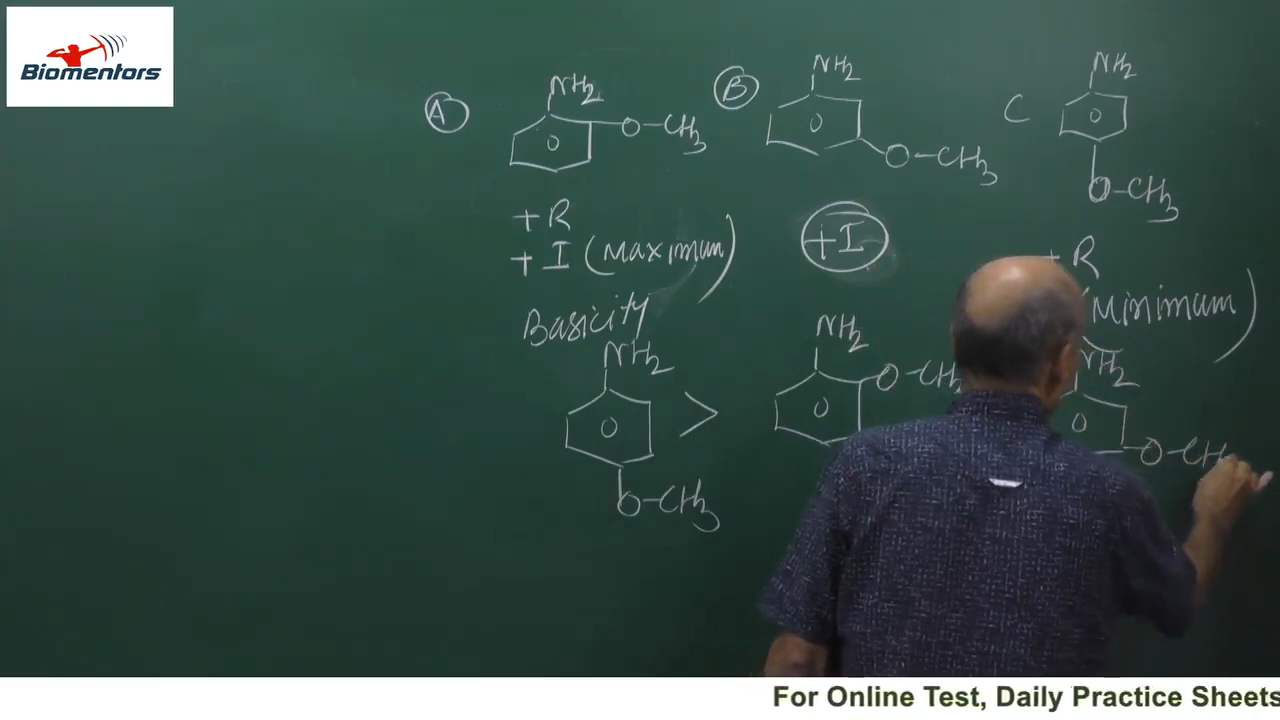 Biomentors
A NH2 O-CH3
B NH2 O-CH3
C NH2 O-CH3
+R
+I (Maximum)
+I
+R
(Minimum)
Basicity
NH2 O-CH3 >
NH2 O-CH3
NH2 O-CH
For Online Test, Daily Practice Sheets